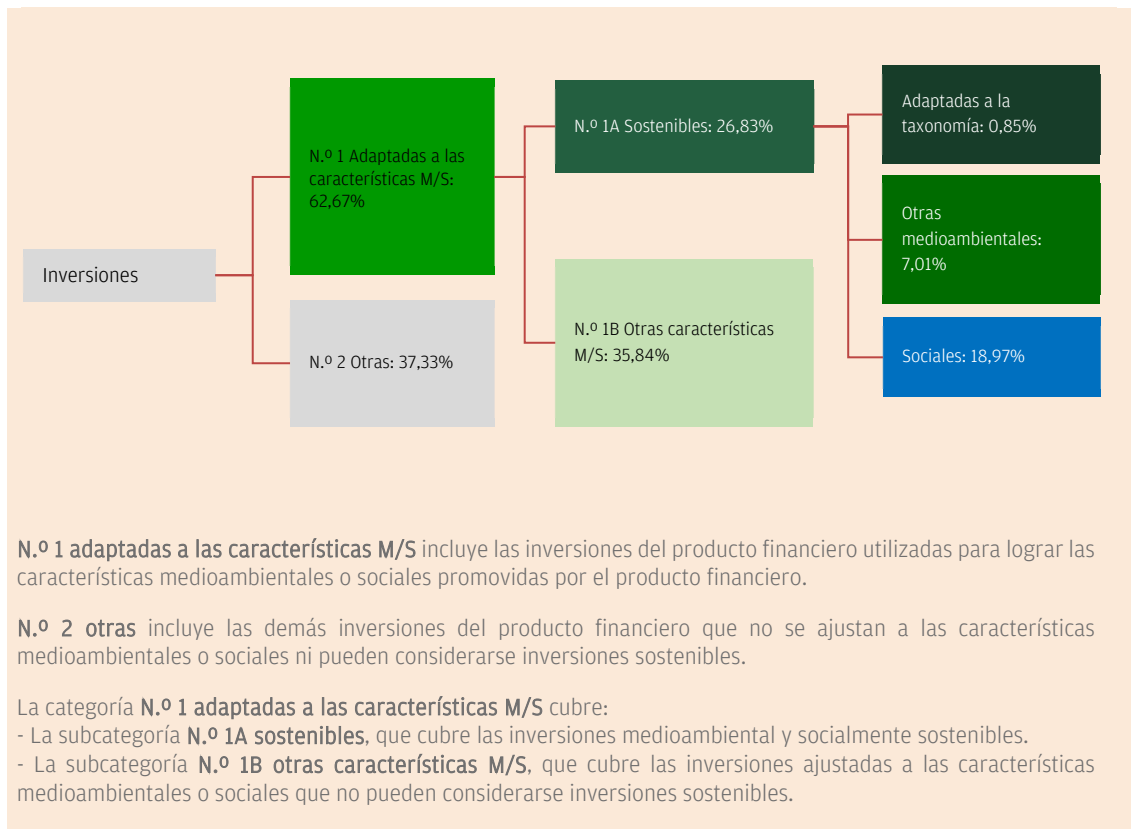 Inversiones
N.º 1 Adaptadas a las
características M/S:
62,67%
N.º 2 Otras: 37,33%
N.º 1A Sostenibles: 26,83%
N.º 1B Otras características
M/S: 35,84%
Adaptadas a la
taxonomía: 0,85%
Otras
medioambientales:
7,01%
Sociales: 18,97%
N.º 1 adaptadas a las características M/S incluye las inversiones del producto financiero utilizadas para lograr las
características medioambientales o sociales promovidas por el producto financiero.
N.º 2 otras incluye las demás inversiones del producto financiero que no se ajustan a las características
medioambientales o sociales ni pueden considerarse inversiones sostenibles.
La categoría N.º 1 adaptadas a las características M/S cubre:
- La subcategoría N.º 1A sostenibles, que cubre las inversiones medioambiental y socialmente sostenibles.
- La subcategoría N.º 1B otras características M/S, que cubre las inversiones ajustadas a las características
medioambientales o sociales que no pueden considerarse inversiones sostenibles.